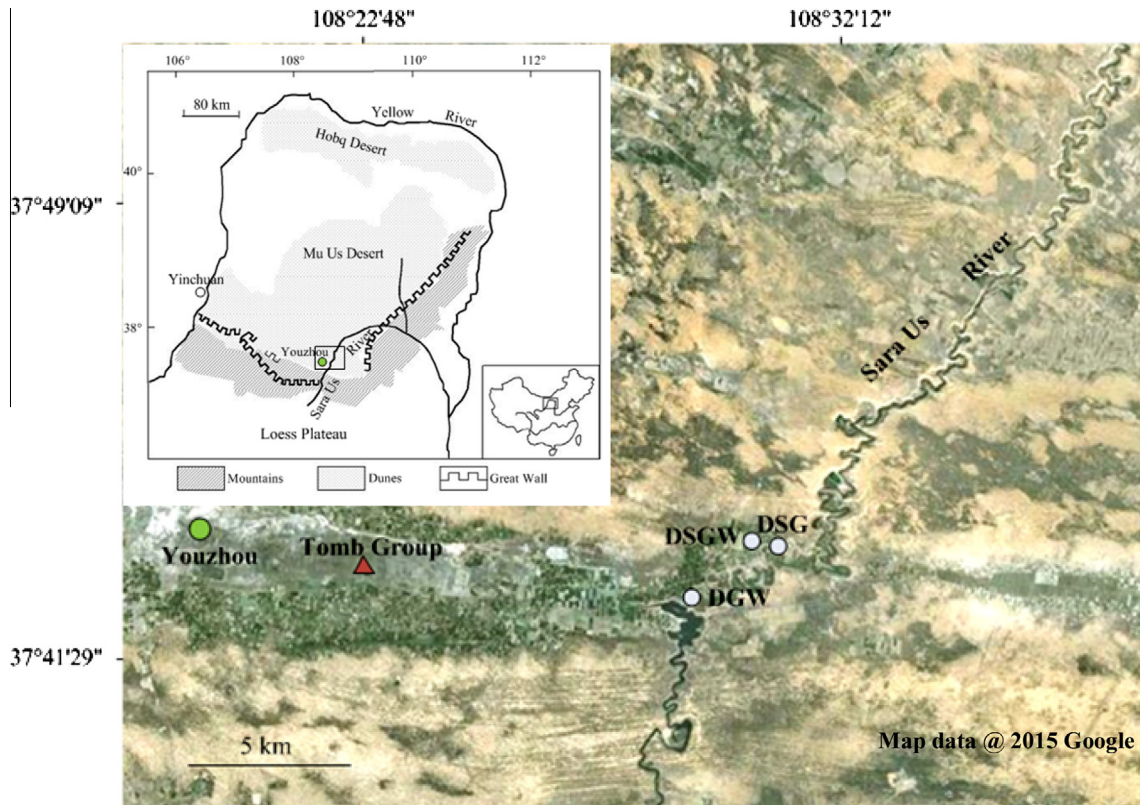 108°22'48"
108°32'12"
106°
108°
110°
112°
80 km
Yellow
River
Hobq Desert
40°
37°49'09"
Mu Us Desert
River
Yinchuan
Sara Us
38°
Youzhou
River
Sara Us
Loess Plateau
Mountains
Dunes
Great Wall
DSGW
DSG
Youzhou
Tomb Group
DGW
37°41'29"
5 km
Map data @ 2015 Google